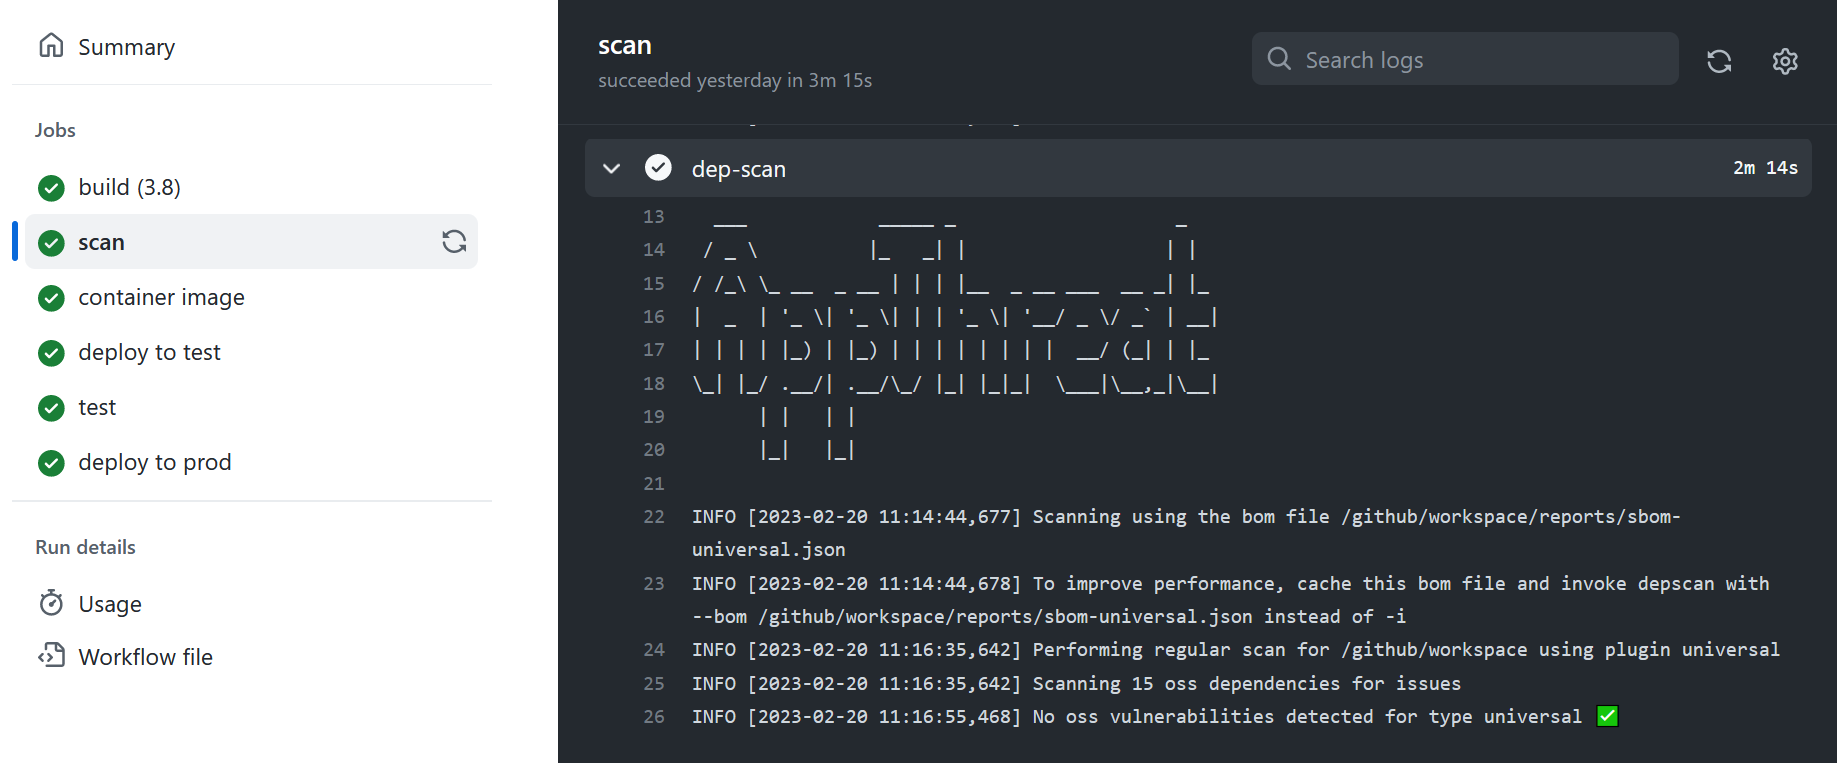 Summary
Jobs
build (3.8)
scan
container image
deploy to test
test
deploy to prod
Run details
Usage
Workflow file
scan
succeeded yesterday in 3m 15s
Search logs
dep-scan
2m 14s
13   ___            _____ _                    _
14  / _ \          |_   _| |                  | |
15 / /_\ \_ __  _ __ | | | |__  _ __ ___  __ _| |_
16 |  _  | '_ \| '_ \| | | '_ \| '__/ _ \/ _` | __|
17 | | | | |_) | |_) | | | | | | | |  __/ (_| | |_
18 \_| |_/ .__/| .__/\_/ |_| |_|_|  \___|\__,_|\__|
19       | |   | |
20       |_|   |_|
21
22 INFO [2023-02-20 11:14:44,677] Scanning using the bom file /github/workspace/reports/sbom-
universal.json
23 INFO [2023-02-20 11:14:44,678] To improve performance, cache this bom file and invoke depscan with
--bom /github/workspace/reports/sbom-universal.json instead of -i
24 INFO [2023-02-20 11:16:35,642] Performing regular scan for /github/workspace using plugin universal
25 INFO [2023-02-20 11:16:35,642] Scanning 15 oss dependencies for issues
26 INFO [2023-02-20 11:16:55,468] No oss vulnerabilities detected for type universal ✅